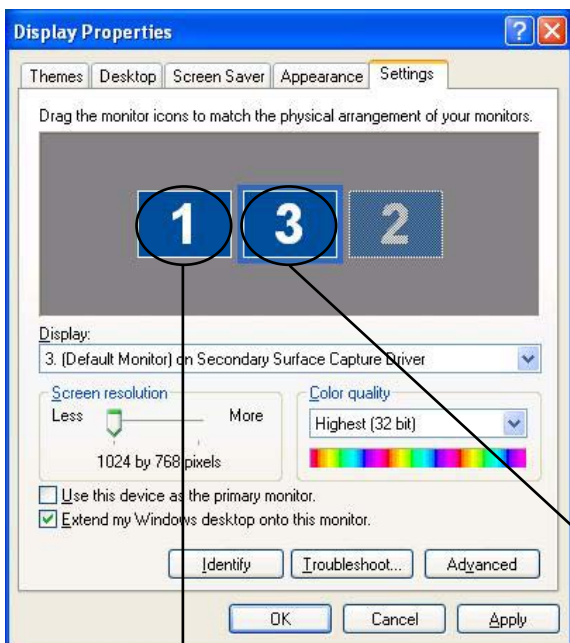 Display Properties
Themes Desktop Screen Saver Appearance Settings
Drag the monitor icons to match the physical arrangement of your monitors.
1 3 2
Display:
3. (Default Monitor) on Secondary Surface Capture Driver
Screen resolution Color quality
Less More Highest (32 bit)
1024 by 768 pixels
Use this device as the primary monitor.
Extend my Windows desktop onto this monitor.
Identify Troubleshoot... Advanced
OK Cancel Apply